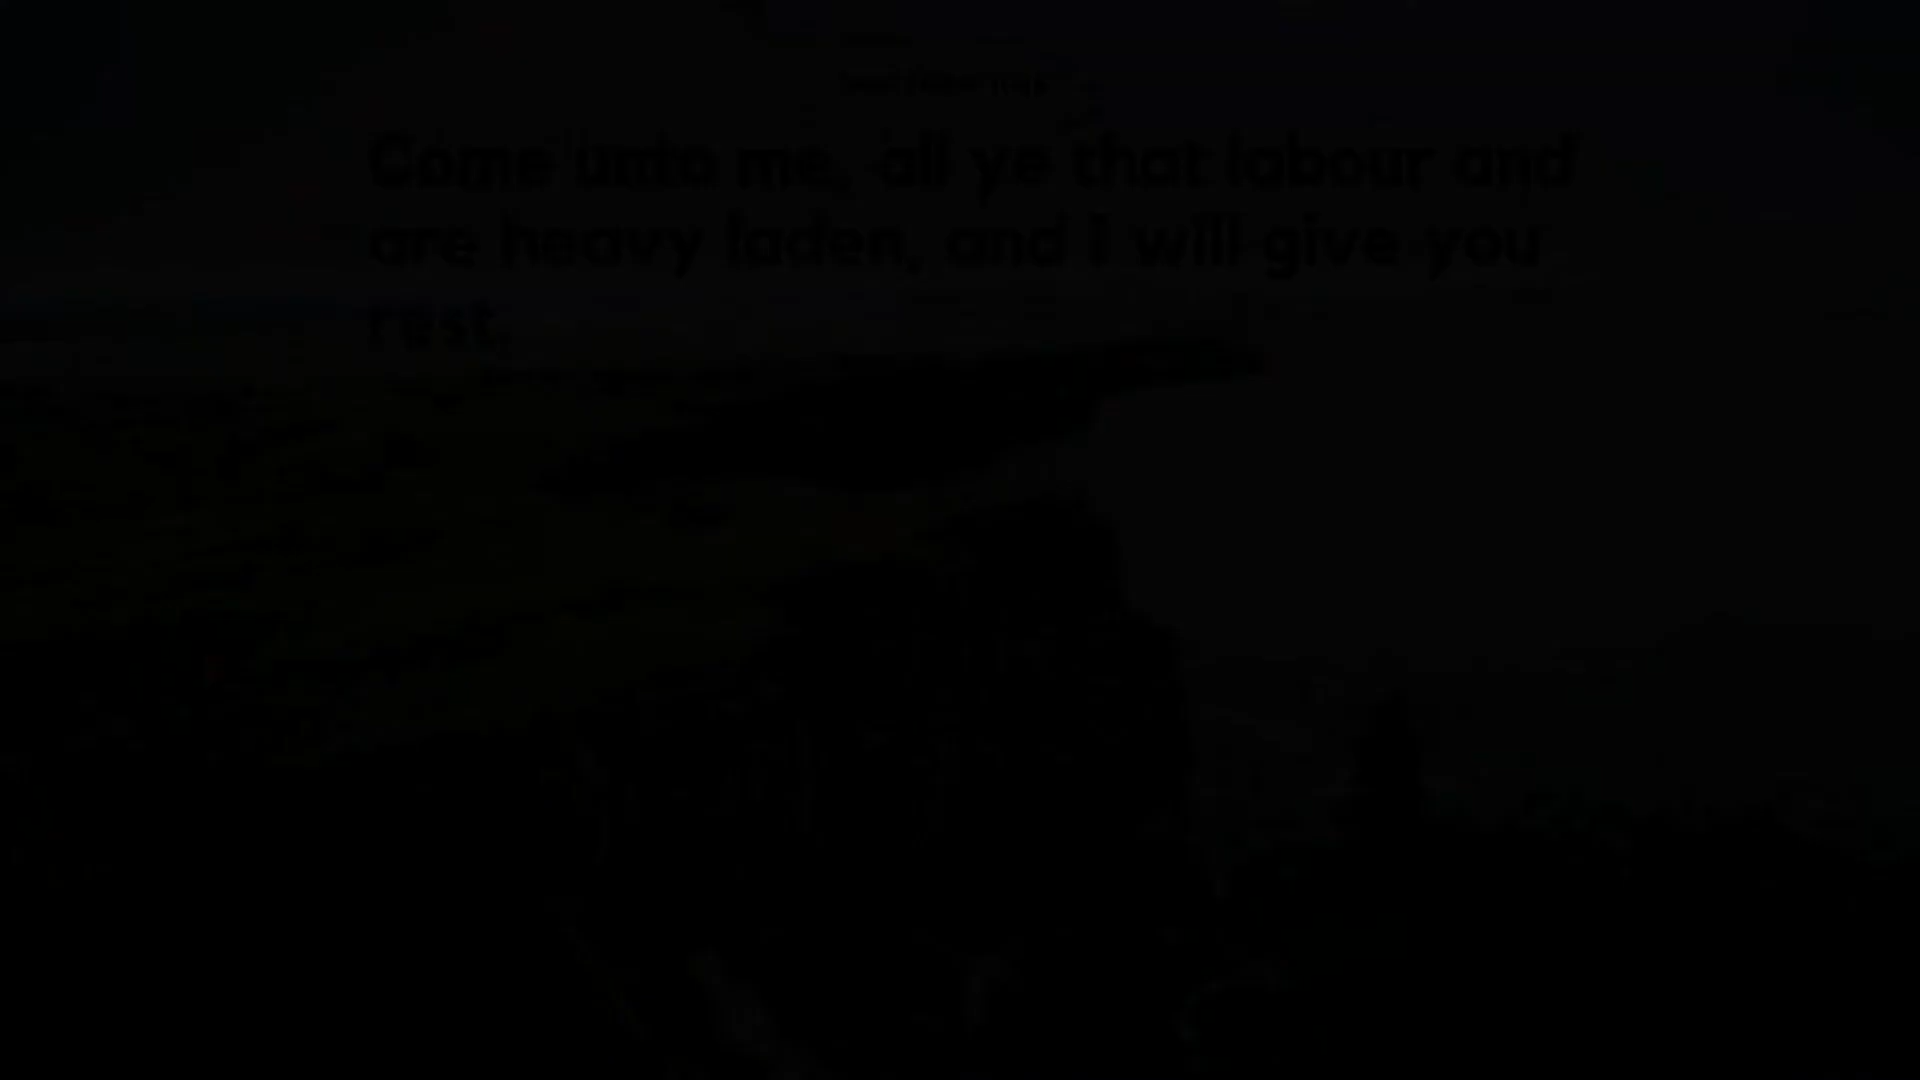 Come unto me, all ye that labour and
are heavy laden, and I will give you
rest.